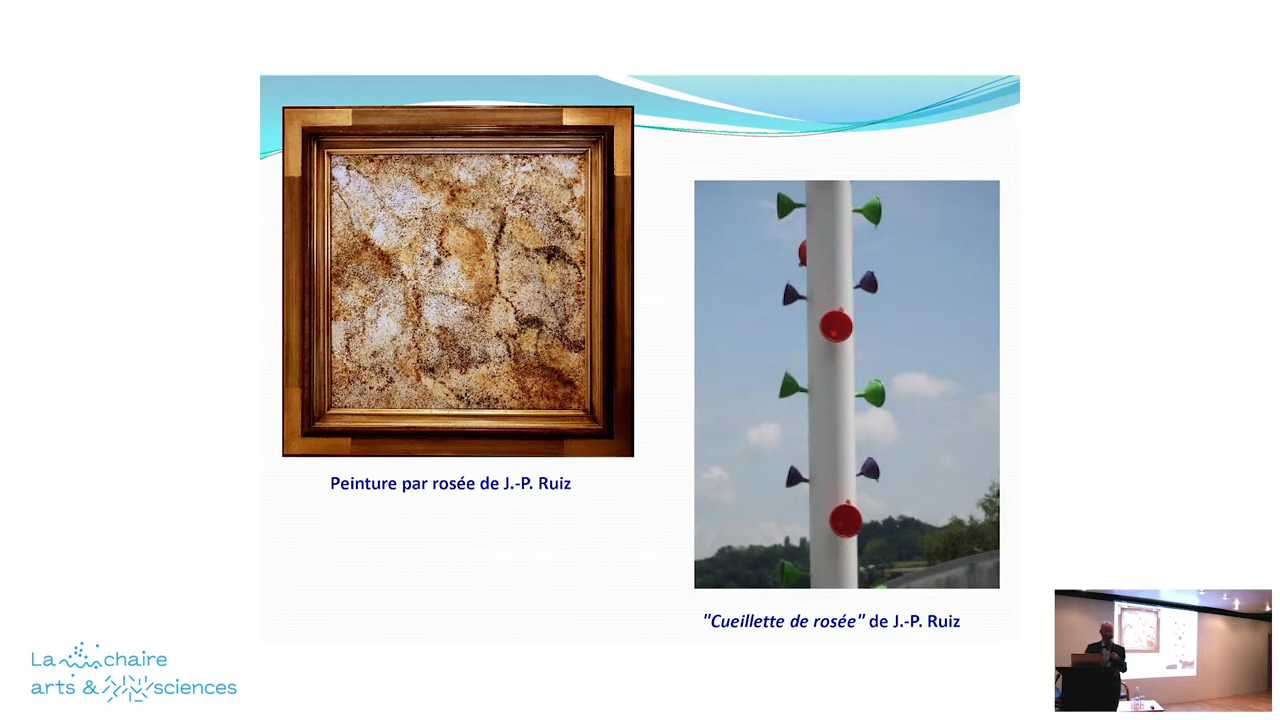 Peinture par rosée de J.-P. Ruiz
"Cueillette de rosée" de J.-P. Ruiz
La chaire
arts & sciences